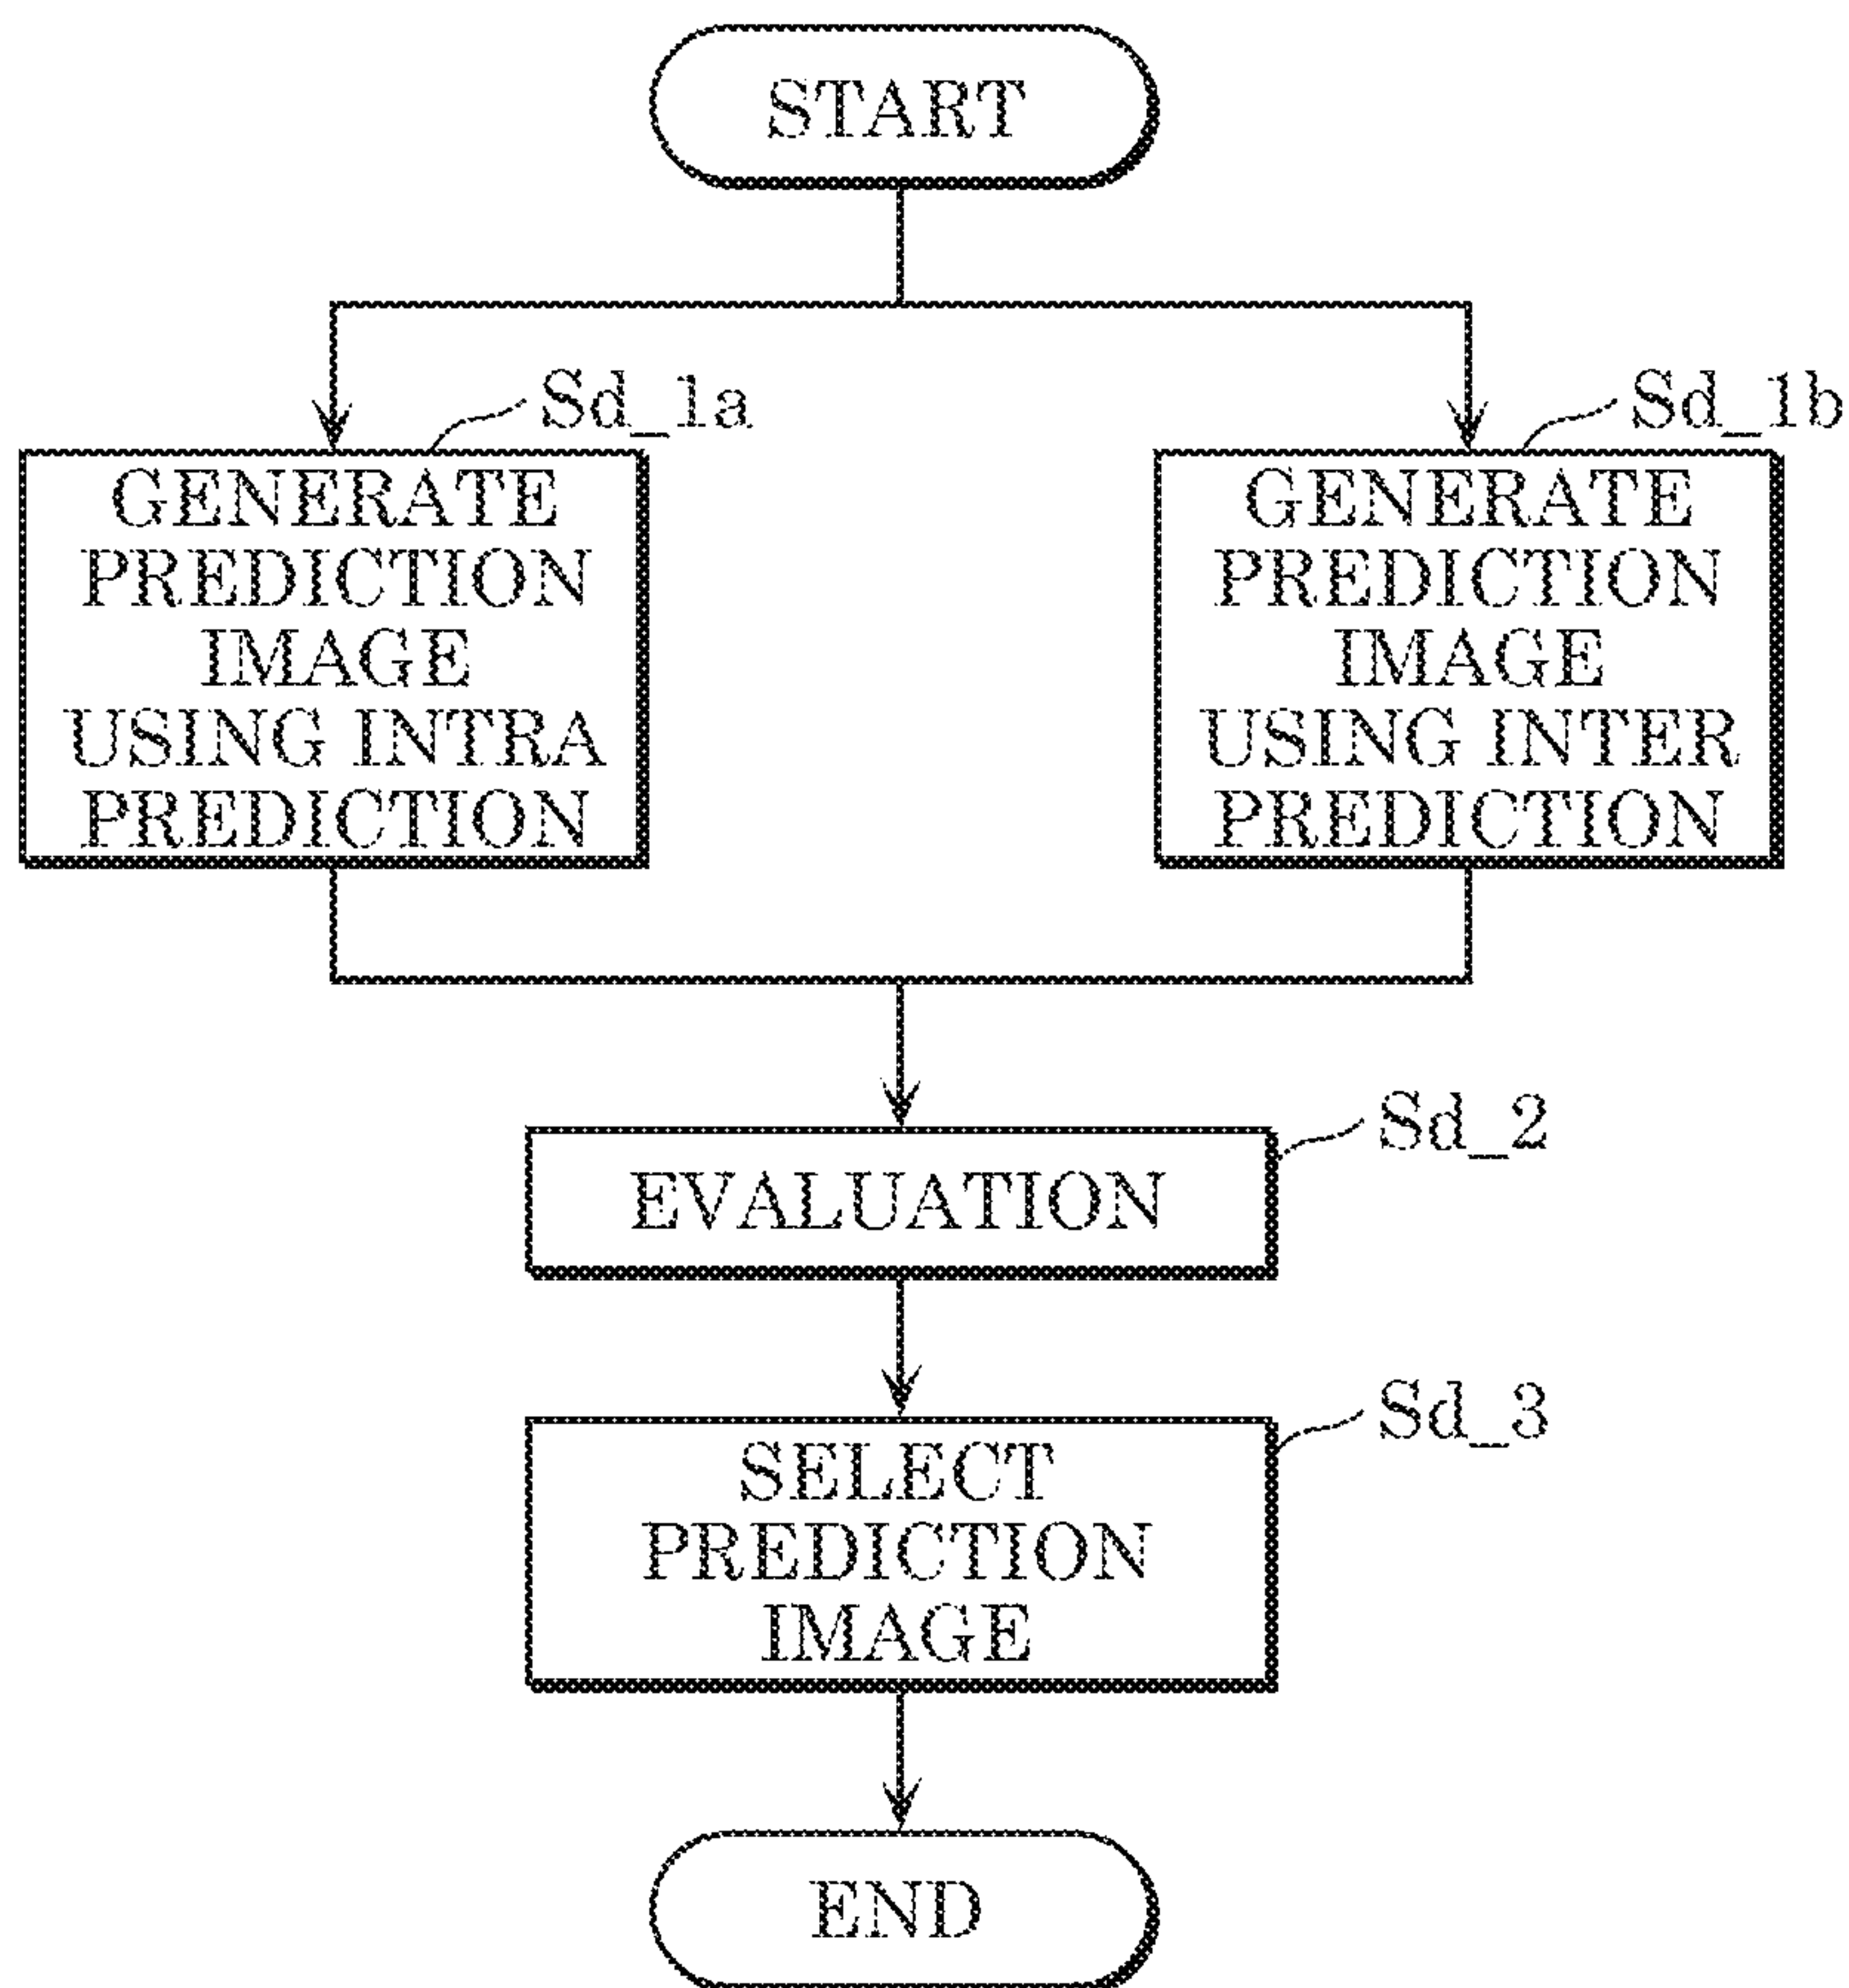 START
Sd_1a
GENERATE
PREDICTION
IMAGE
USING INTRA
PREDICTION
Sd_1b
GENERATE
PREDICTION
IMAGE
USING INTER
PREDICTION
Sd_2
EVALUATION
Sd_3
SELECT
PREDICTION
IMAGE
END